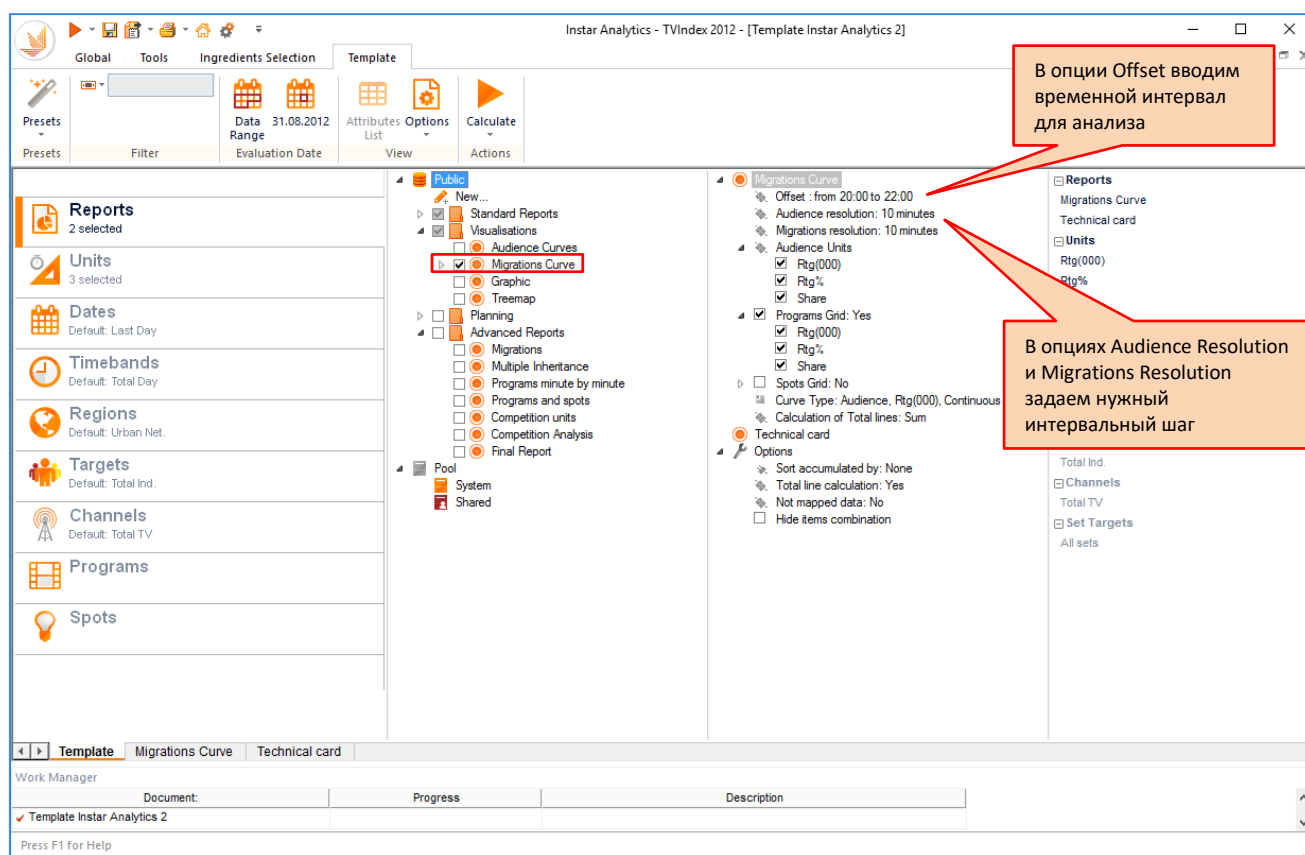 Instar Analytics - TVIndex 2012 - [Template Instar Analytics 2]
Global Tools Ingredients Selection Template
Presets
Data Range
31.08.2012
Attributes List
Options
Calculate
Presets Filter Evaluation Date View Actions
В опции Offset вводим
временной интервал
для анализа
Reports
2 selected
Units
3 selected
Dates
Default: Last Day
Timebands
Default: Total Day
Regions
Default: Urban Net.
Targets
Default: Total Ind.
Channels
Default: Total TV
Programs
Spots
Public
New...
Standard Reports
Visualisations
Audience Curves
Migrations Curve
Graphic
Treemap
Planning
Advanced Reports
Migrations
Multiple Inheritance
Programs minute by minute
Programs and spots
Competition units
Competition Analysis
Final Report
Pool
System
Shared
Migrations Curve
Offset : from 20:00 to 22:00
Audience resolution: 10 minutes
Migrations resolution: 10 minutes
Audience Units
Rtg(000)
Rtg%
Share
Programs Grid: Yes
Rtg(000)
Rtg%
Share
Spots Grid: No
Curve Type: Audience, Rtg(000), Continuous
Calculation of Total lines: Sum
Technical card
Options
Sort accumulated by: None
Total line calculation: Yes
Not mapped data: No
Hide items combination
Reports
Migrations Curve
Technical card
Units
Rtg(000)
Rtg%
В опциях Audience Resolution
и Migrations Resolution
задаем нужный
интервальный шаг
Total Ind.
Channels
Total TV
Set Targets
All sets
Template Migrations Curve Technical card
Work Manager
Document: Progress Description
Template Instar Analytics 2
Press F1 for Help